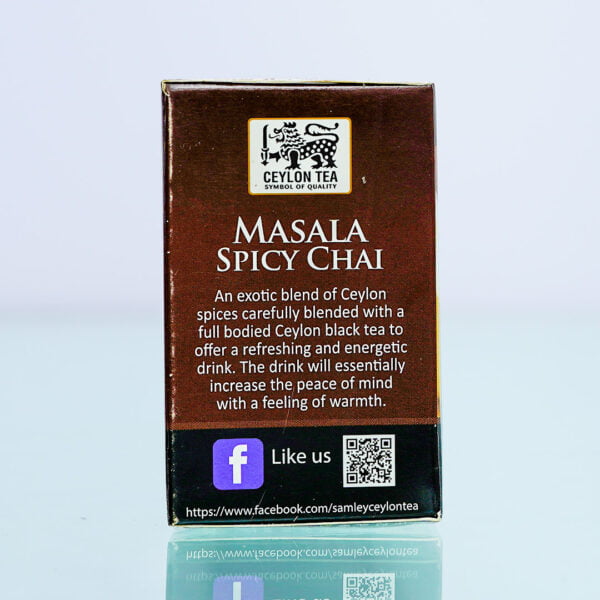 CEYLON TEA
SYMBOL OF QUALITY
MASALA
SPICY CHAI
An exotic blend of Ceylon
spices carefully blended with a
full bodied Ceylon black tea to
offer a refreshing and energetic
drink. The drink will essentially
increase the peace of mind
with a feeling of warmth.
f Like us
https://www.facebook.com/samleyceylontea